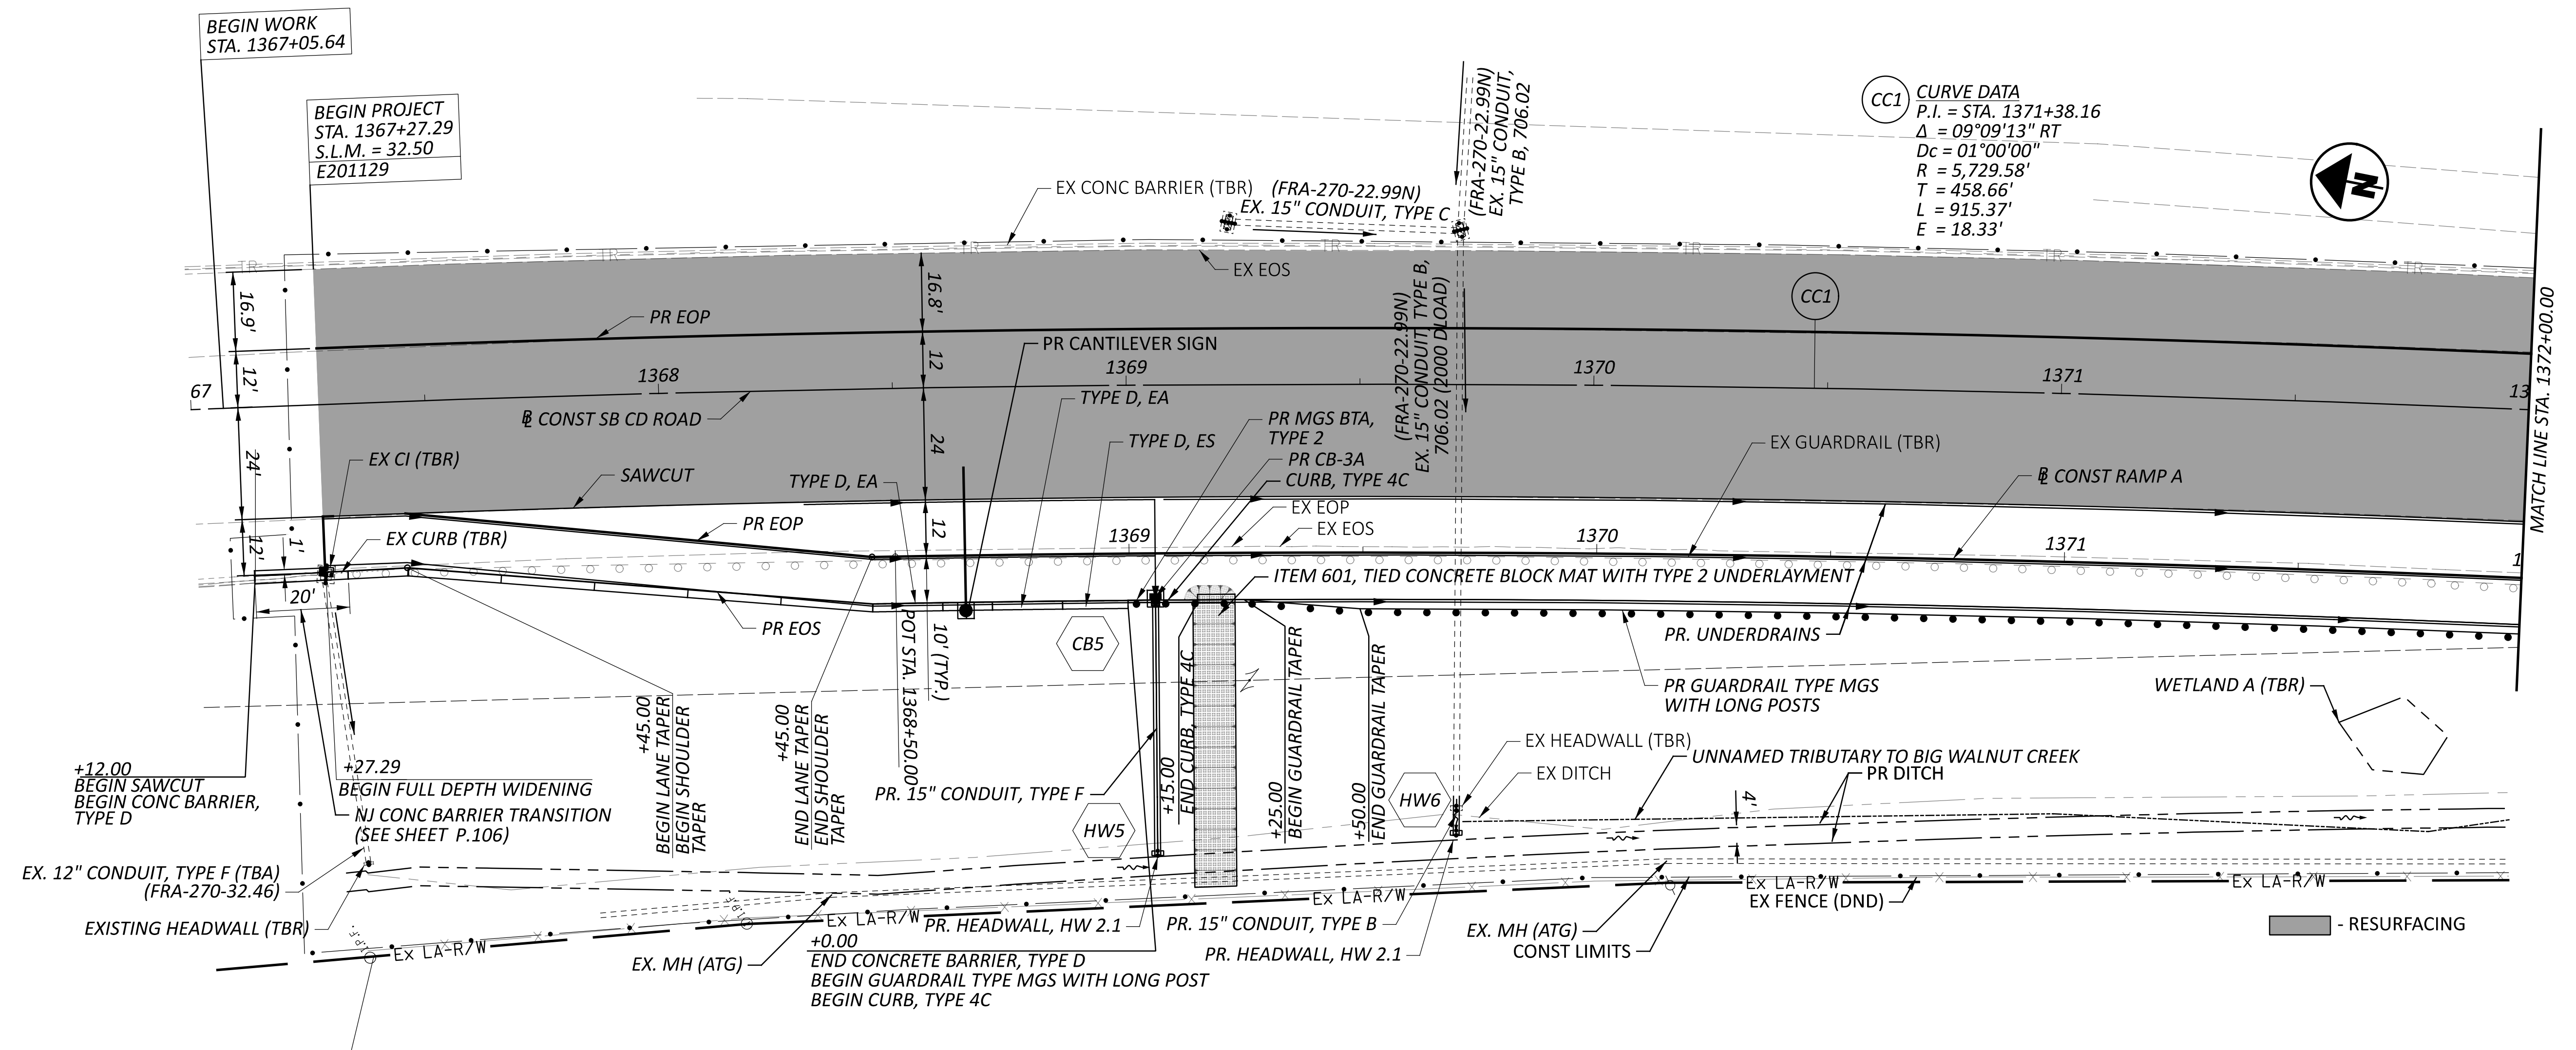 BEGIN WORK
STA. 1367+05.64
BEGIN PROJECT
STA. 1367+27.29
S.L.M. = 32.50
E201129
CC1
CURVE DATA
P.I. = STA. 1371+38.16
Δ = 09°09'13" RT
Dc = 01°00'00"
R = 5,729.58'
T = 458.66'
L = 915.37'
E = 18.33'
N
(FRA-270-22.99N)
EX. 15" CONDUIT,
TYPE B, 706.02
EX CONC BARRIER (TBR)
(FRA-270-22.99N)
EX. 15" CONDUIT, TYPE C
TR
TR
TR
TR
TR
TR
TR
EX EOS
16.9'
16.8'
PR EOP
CC1
(FRA-270-22.99N)
EX. 15" CONDUIT, TYPE B,
706.02 (2000 DLOAD)
MATCH LINE STA. 1372+00.00
12'
12
PR CANTILEVER SIGN
67
1368
1369
1370
1371
13
℄ CONST SB CD ROAD
TYPE D, EA
PR MGS BTA,
TYPE 2
24'
24
TYPE D, ES
EX GUARDRAIL (TBR)
EX CI (TBR)
SAWCUT
PR CB-3A
CURB, TYPE 4C
TYPE D, EA
℄ CONST RAMP A
PR EOP
12
EX EOP
EX EOS
12'
1'
EX CURB (TBR)
1369
1370
1371
1
ITEM 601, TIED CONCRETE BLOCK MAT WITH TYPE 2 UNDERLAYMENT
20'
PR EOS
10' (TYP.)
POT STA. 1368+50.00
CB5
PR. UNDERDRAINS
PR GUARDRAIL TYPE MGS
WITH LONG POSTS
WETLAND A (TBR)
+45.00
BEGIN LANE TAPER
BEGIN SHOULDER
TAPER
+45.00
END LANE TAPER
END SHOULDER
TAPER
+15.00
END CURB, TYPE 4C
+25.00
BEGIN GUARDRAIL TAPER
+50.00
END GUARDRAIL TAPER
+12.00
BEGIN SAWCUT
BEGIN CONC BARRIER,
TYPE D
+27.29
BEGIN FULL DEPTH WIDENING
NJ CONC BARRIER TRANSITION
(SEE SHEET P.106)
PR. 15" CONDUIT, TYPE F
HW5
HW6
EX HEADWALL (TBR)
EX DITCH
UNNAMED TRIBUTARY TO BIG WALNUT CREEK
PR DITCH
4'
EX. 12" CONDUIT, TYPE F (TBA)
(FRA-270-32.46)
EXISTING HEADWALL (TBR)
I.P.F.
I.P.F.
Ex LA-R/W
Ex LA-R/W
Ex LA-R/W
Ex LA-R/W
Ex LA-R/W
EX FENCE (DND)
PR. HEADWALL, HW 2.1
PR. 15" CONDUIT, TYPE B
PR. HEADWALL, HW 2.1
EX. MH (ATG)
CONST LIMITS
EX. MH (ATG)
+0.00
END CONCRETE BARRIER, TYPE D
BEGIN GUARDRAIL TYPE MGS WITH LONG POST
BEGIN CURB, TYPE 4C
- RESURFACING